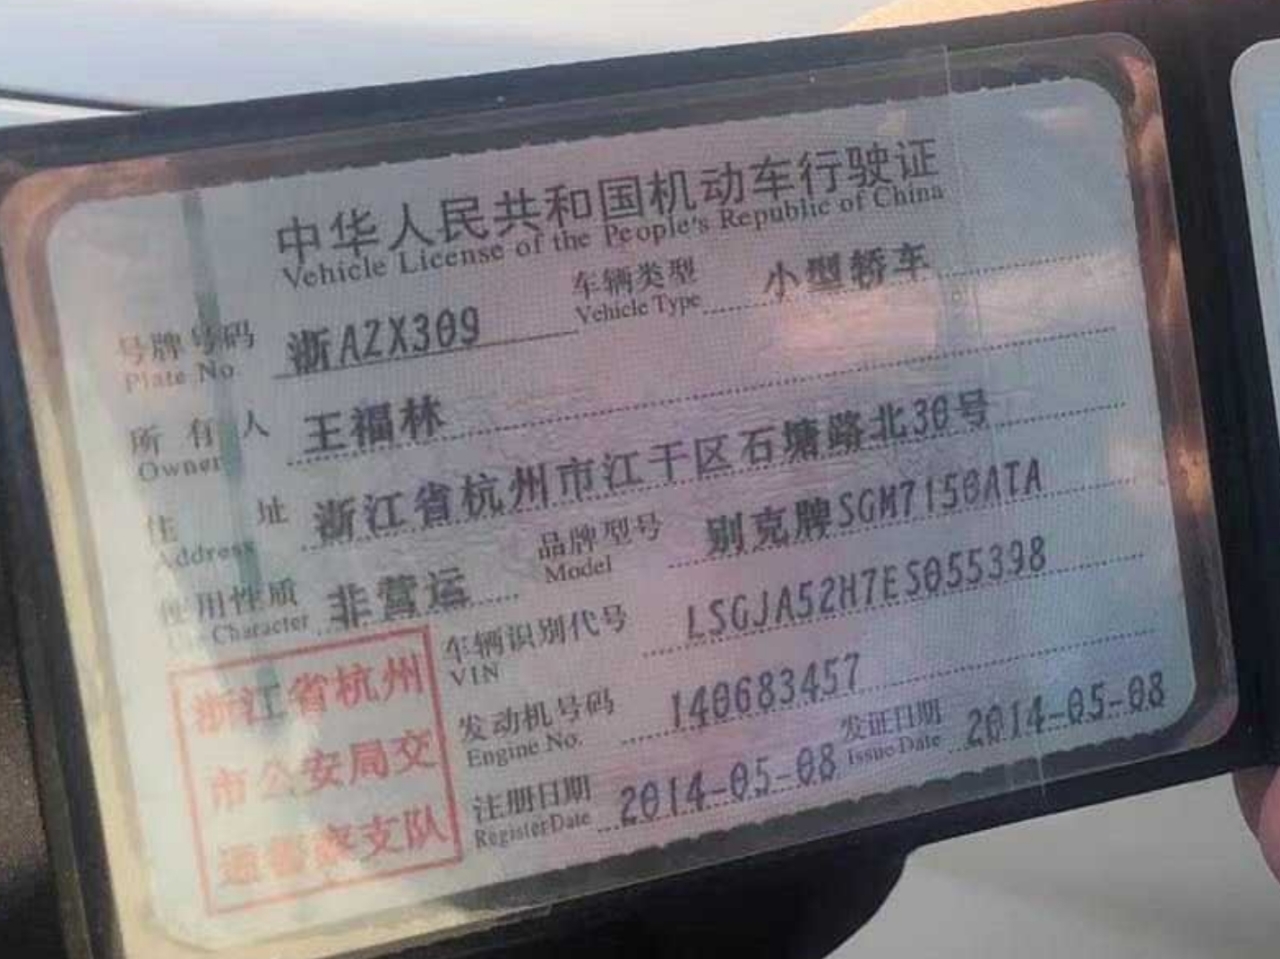 中华人民共和国机动车行驶证
Vehicle License of the People's Republic of China
号牌号码 浙AZX309 车辆类型 小型轿车
Plate No. Vehicle Type
所有人 王福林
Owner
住址 浙江省杭州市江干区石塘路北30号
Address
使用性质 非营运 品牌型号 别克牌SGM7150ATA
Use Character Model
车辆识别代号 LSGJA52H7ES055398
VIN
发动机号码 140683457
Engine No.
注册日期 2014-05-08 发证日期 2014-05-08
Register Date Issue Date
浙江省杭州
市公安局交
通警察支队